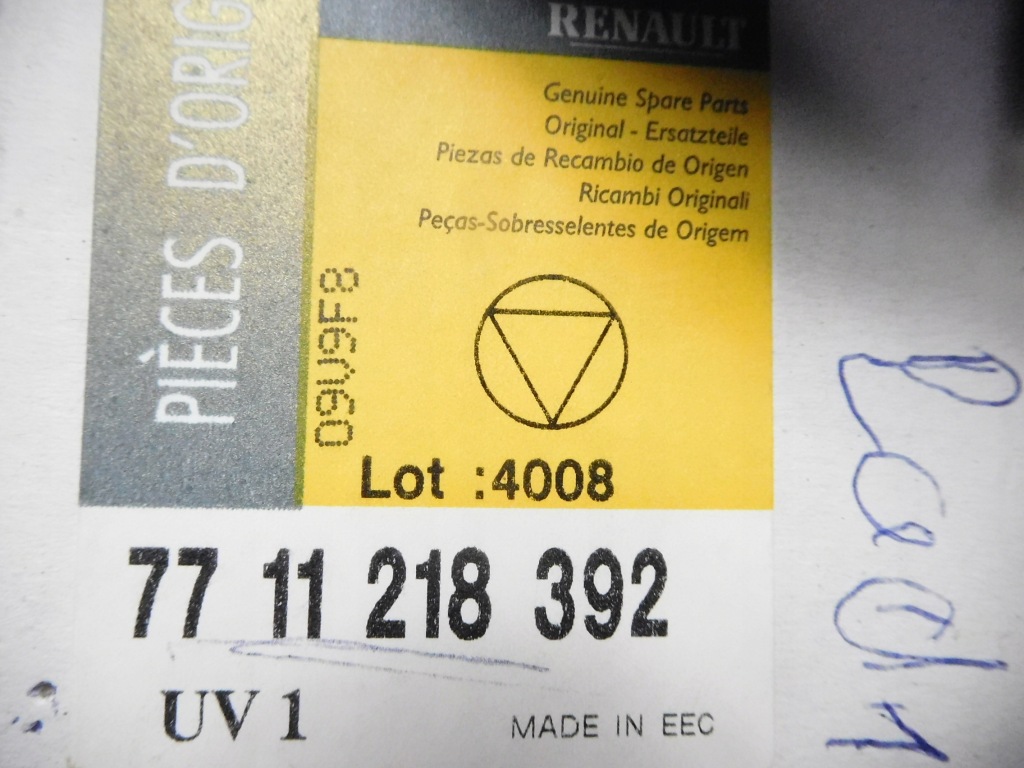 RENAULT
Genuine Spare Parts
Original - Ersatzteile
Piezas de Recambio de Origen
Ricambi Originali
Peças-Sobresselentes de Origem
PIÈCES D'ORIG
09U9F8
Lot :4008
77 11 218 392
UV 1
MADE IN EEC